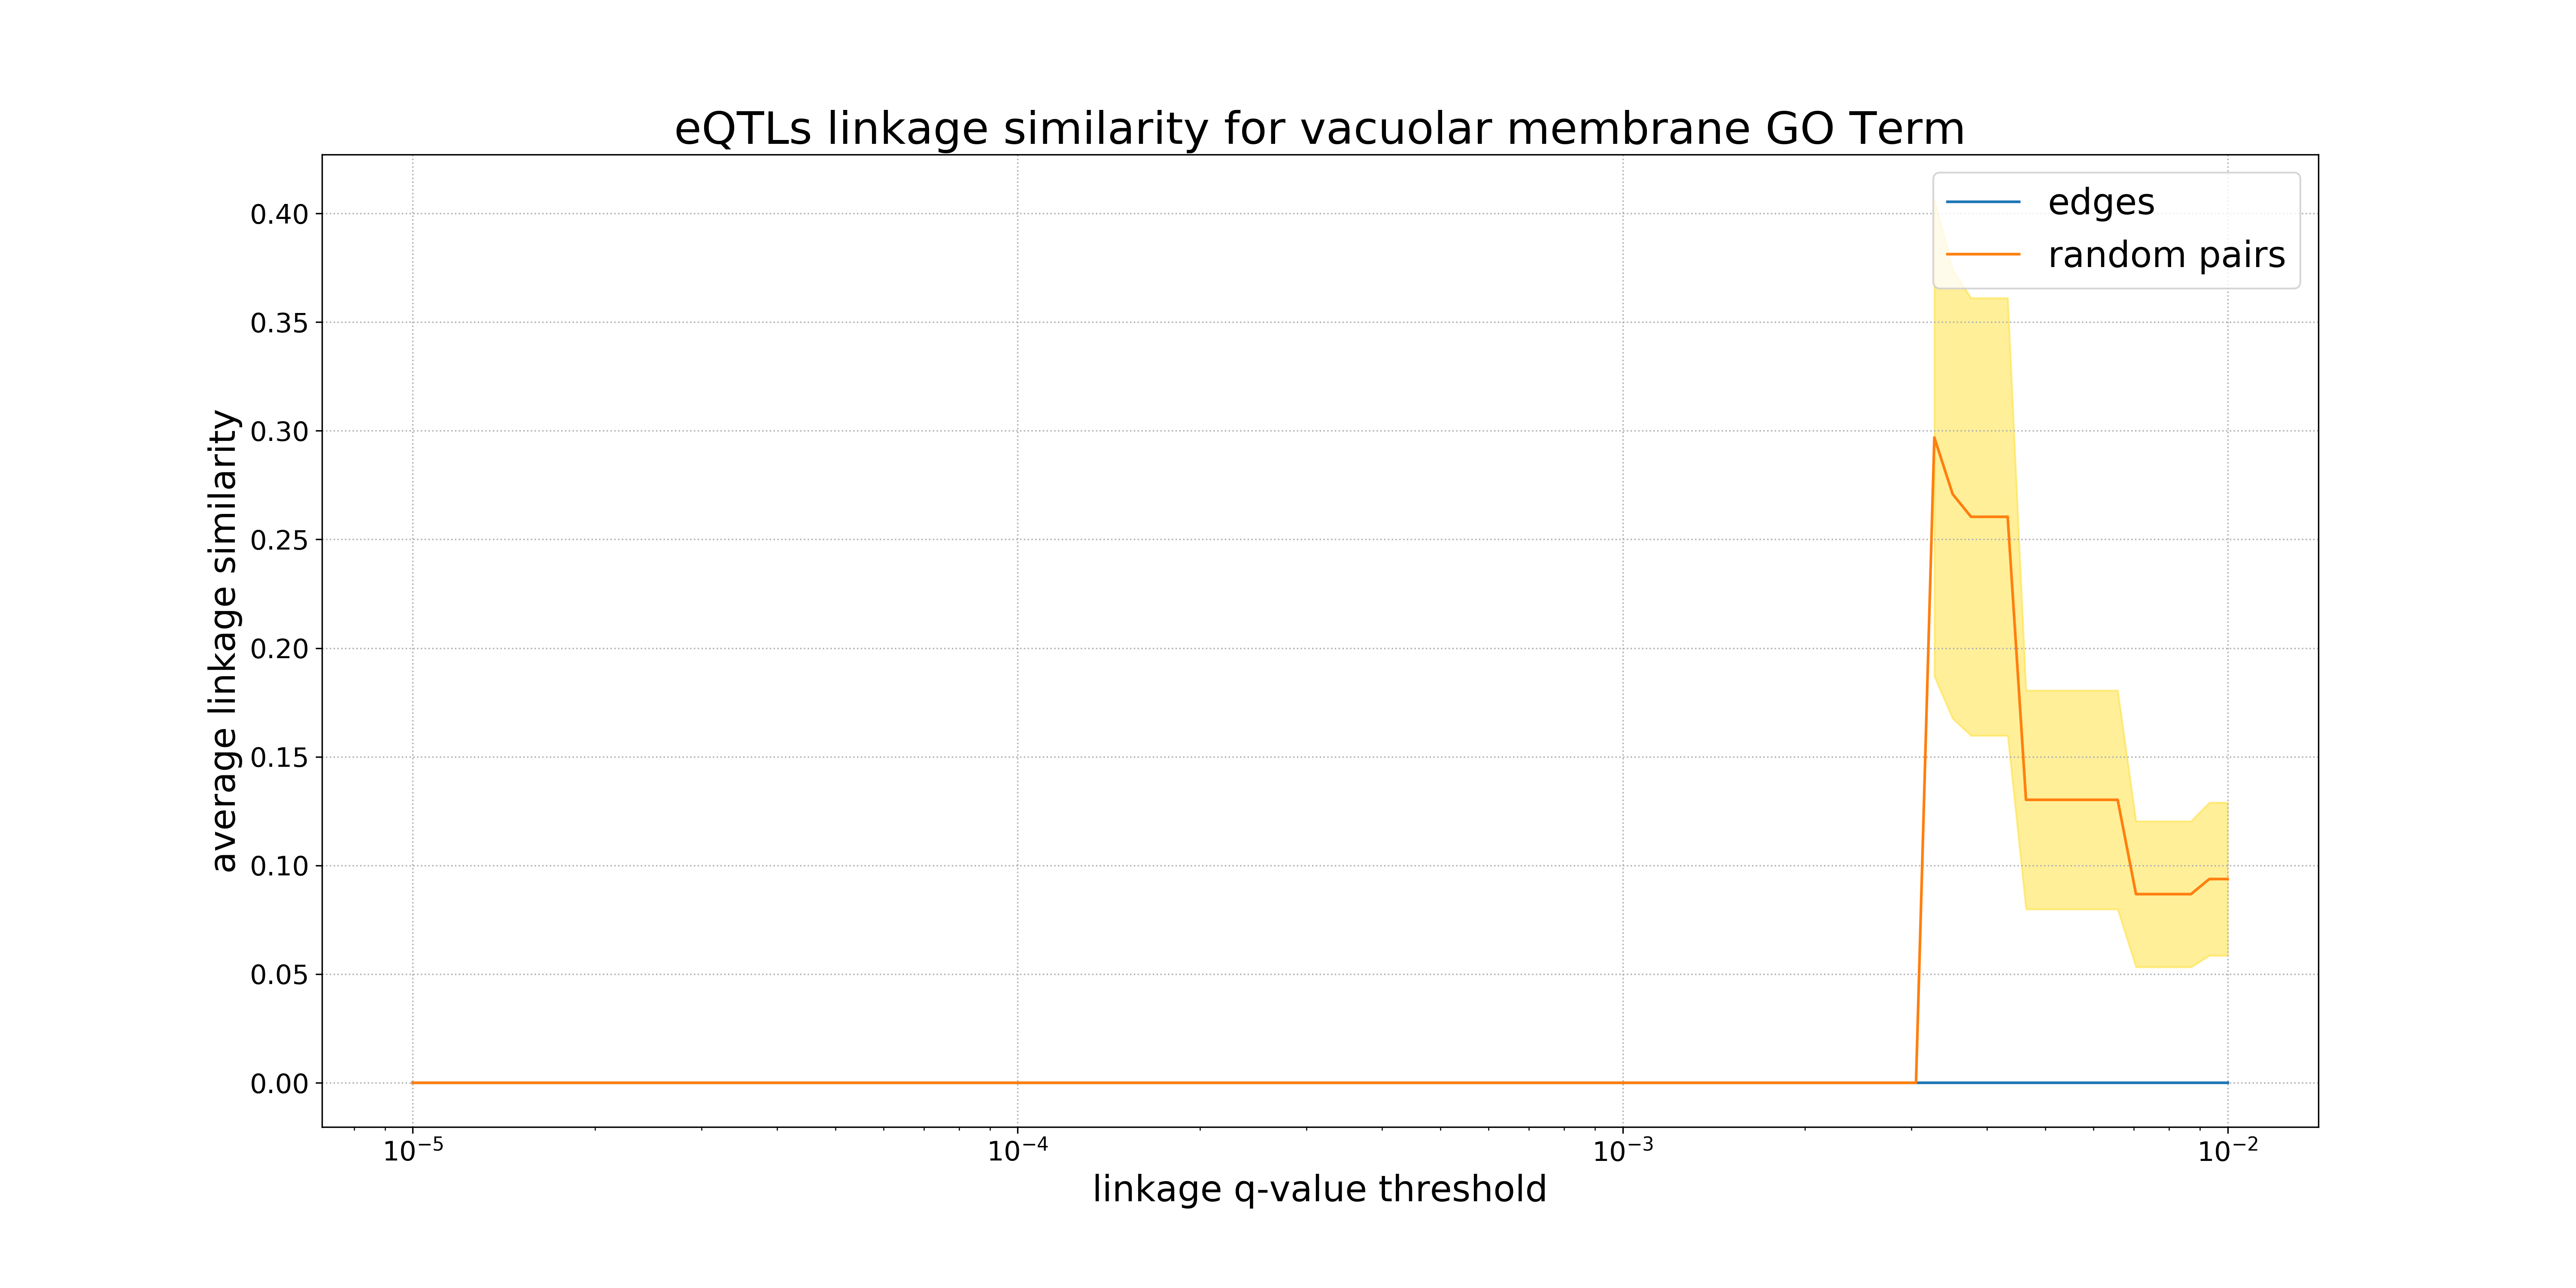 eQTLs linkage similarity for vacuolar membrane GO Term
edges
random pairs
average linkage similarity
0.40
0.35
0.30
0.25
0.20
0.15
0.10
0.05
0.00
10⁻⁵ 10⁻⁴ 10⁻³ 10⁻²
linkage q-value threshold